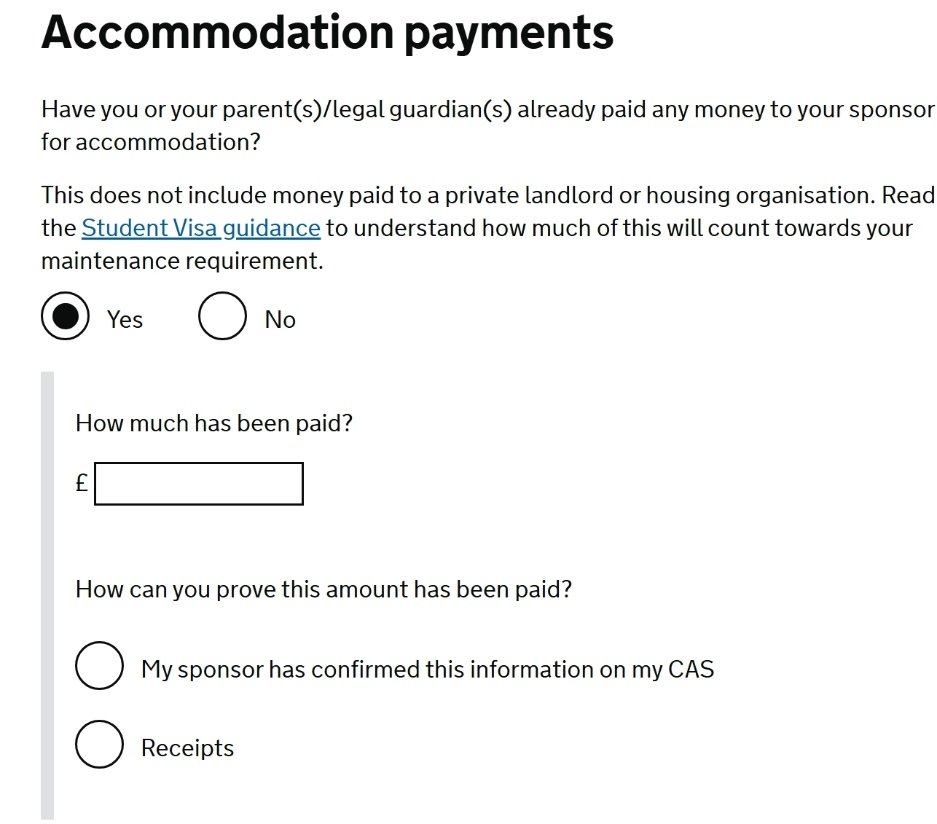 Accommodation payments
Have you or your parent(s)/legal guardian(s) already paid any money to your sponsor
for accommodation?
This does not include money paid to a private landlord or housing organisation. Read
the Student Visa guidance to understand how much of this will count towards your
maintenance requirement.
Yes No
How much has been paid?
£
How can you prove this amount has been paid?
My sponsor has confirmed this information on my CAS
Receipts